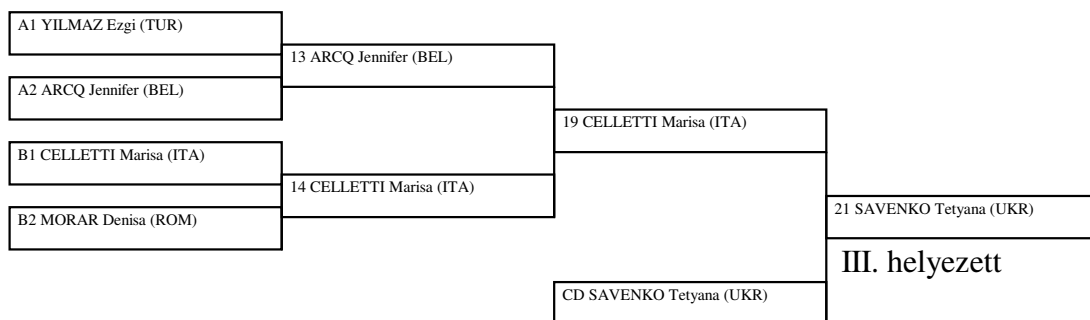 A1 YILMAZ Ezgi (TUR)
13 ARCQ Jennifer (BEL)
A2 ARCQ Jennifer (BEL)
19 CELLETTI Marisa (ITA)
B1 CELLETTI Marisa (ITA)
14 CELLETTI Marisa (ITA)
21 SAVENKO Tetyana (UKR)
B2 MORAR Denisa (ROM)
III. helyezett
CD SAVENKO Tetyana (UKR)